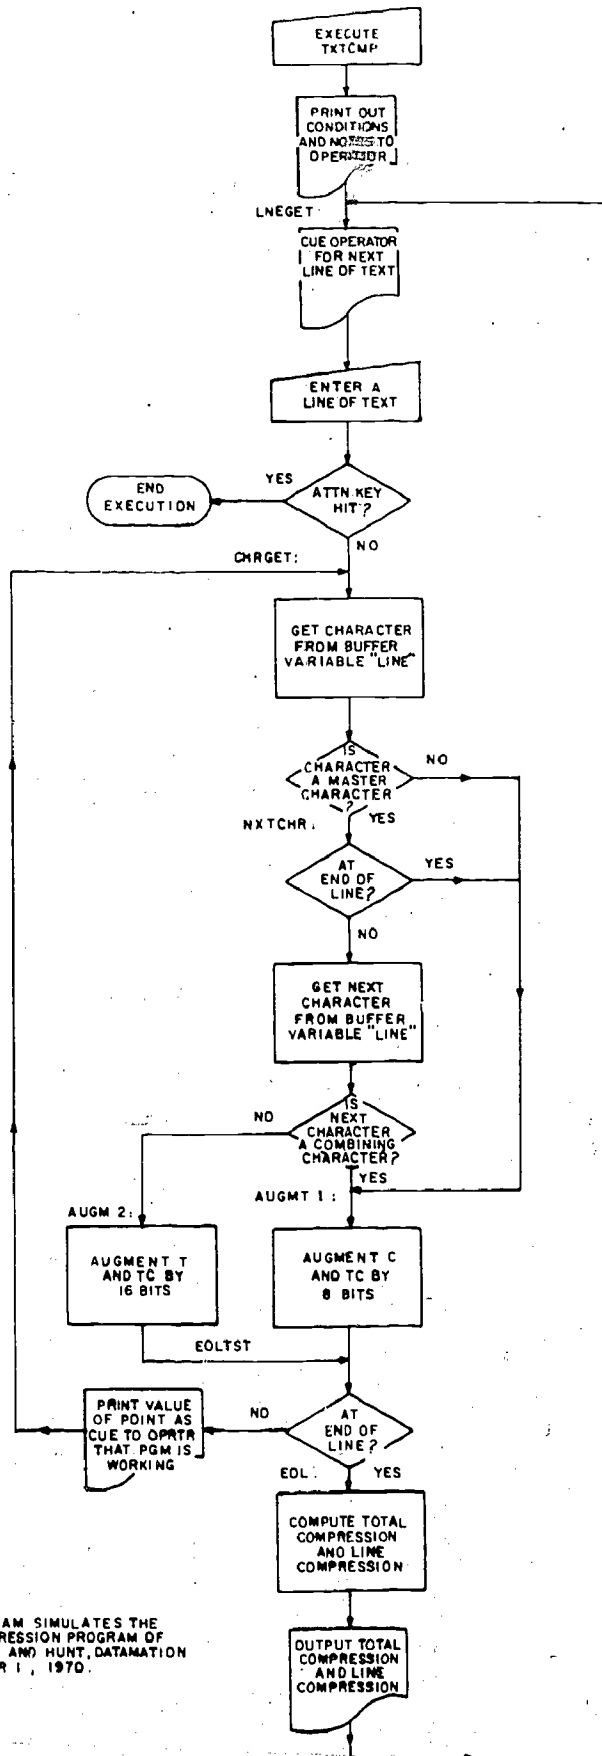 EXECUTE
TXTCMP
PRINT OUT
CONDITIONS
AND NOTES TO
OPERATOR
LNEGET
CUE OPERATOR
FOR NEXT
LINE OF TEXT
ENTER A
LINE OF TEXT
ATTN KEY
HIT?
YES
END
EXECUTION
NO
CHRGET:
GET CHARACTER
FROM BUFFER
VARIABLE "LINE"
IS
CHARACTER
A MASTER
CHARACTER
?
NO
YES
NXTCHR:
AT
END OF
LINE?
YES
NO
GET NEXT
CHARACTER
FROM BUFFER
VARIABLE "LINE"
IS
NEXT
CHARACTER
A COMBINING
CHARACTER?
NO
YES
AUGM 2:
AUGMT 1:
AUGMENT T
AND TC BY
16 BITS
AUGMENT C
AND TC BY
8 BITS
EOLTST
AT
END OF
LINE?
NO
PRINT VALUE
OF POINT AS
CUE TO OPRTR
THAT PGM IS
WORKING
EOL:
YES
COMPUTE TOTAL
COMPRESSION
AND LINE
COMPRESSION
AM SIMULATES THE
RESSION PROGRAM OF
AND HUNT, DATAMATION
R 1, 1970.
OUTPUT TOTAL
COMPRESSION
AND LINE
COMPRESSION